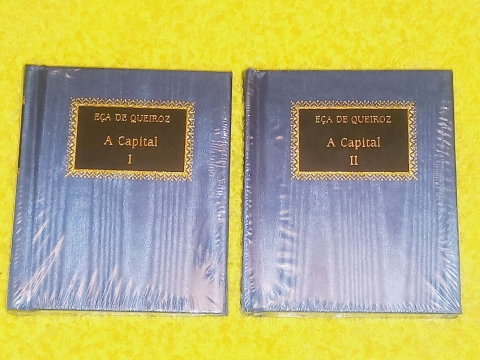 EÇA DE QUEIROZ
A Capital
I
EÇA DE QUEIROZ
A Capital
II